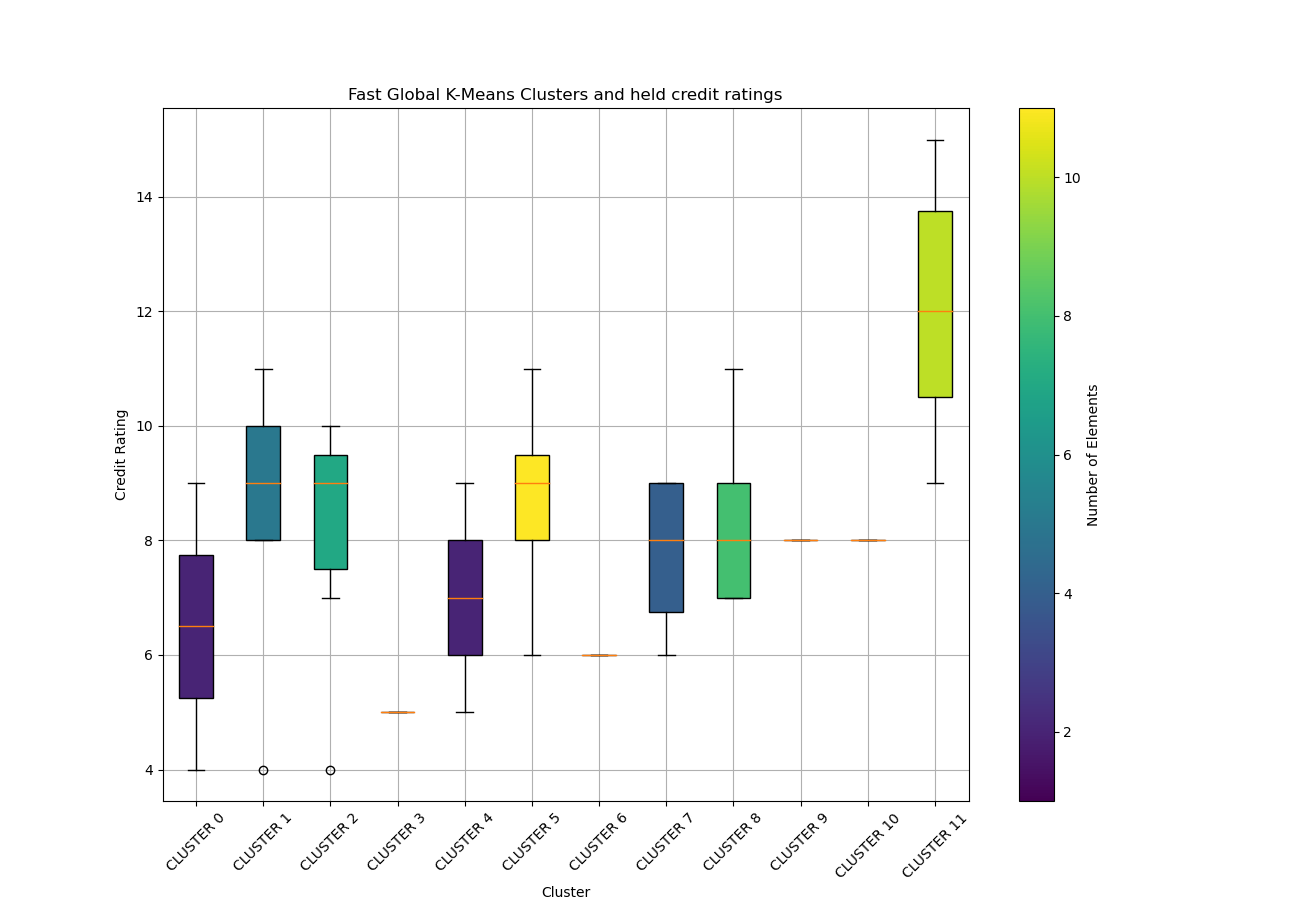 Fast Global K-Means Clusters and held credit ratings
Credit Rating
14
12
10
8
6
4
CLUSTER 0
CLUSTER 1
CLUSTER 2
CLUSTER 3
CLUSTER 4
CLUSTER 5
CLUSTER 6
CLUSTER 7
CLUSTER 8
CLUSTER 9
CLUSTER 10
CLUSTER 11
Cluster
10
8
6
4
2
Number of Elements